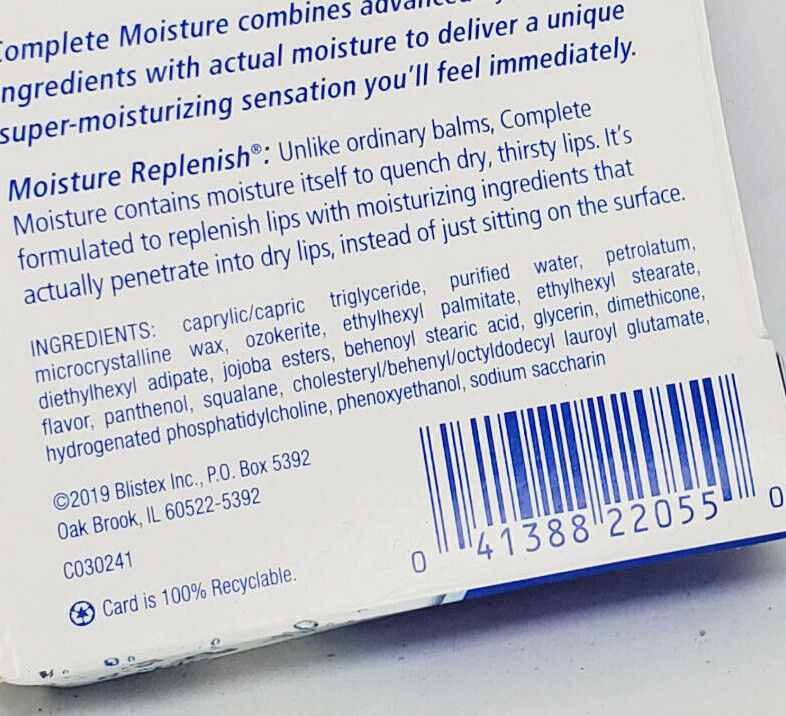 Complete Moisture combines
ingredients with actual moisture to deliver a unique
super-moisturizing sensation you'll feel immediately.
Moisture Replenish®: Unlike ordinary balms, Complete
Moisture contains moisture itself to quench dry, thirsty lips. It's
formulated to replenish lips with moisturizing ingredients that
actually penetrate into dry lips, instead of just sitting on the surface.
INGREDIENTS: caprylic/capric triglyceride, purified water, petrolatum,
microcrystalline wax, ozokerite, ethylhexyl palmitate, ethylhexyl stearate,
diethylhexyl adipate, jojoba esters, behenoyl stearic acid, glycerin, dimethicone,
flavor, panthenol, squalane, cholesteryl/behenyl/octyldodecyl lauroyl glutamate,
hydrogenated phosphatidylcholine, phenoxyethanol, sodium saccharin
©2019 Blistex Inc., P.O. Box 5392
Oak Brook, IL 60522-5392
C030241
Card is 100% Recyclable.
0 41388 22055 0